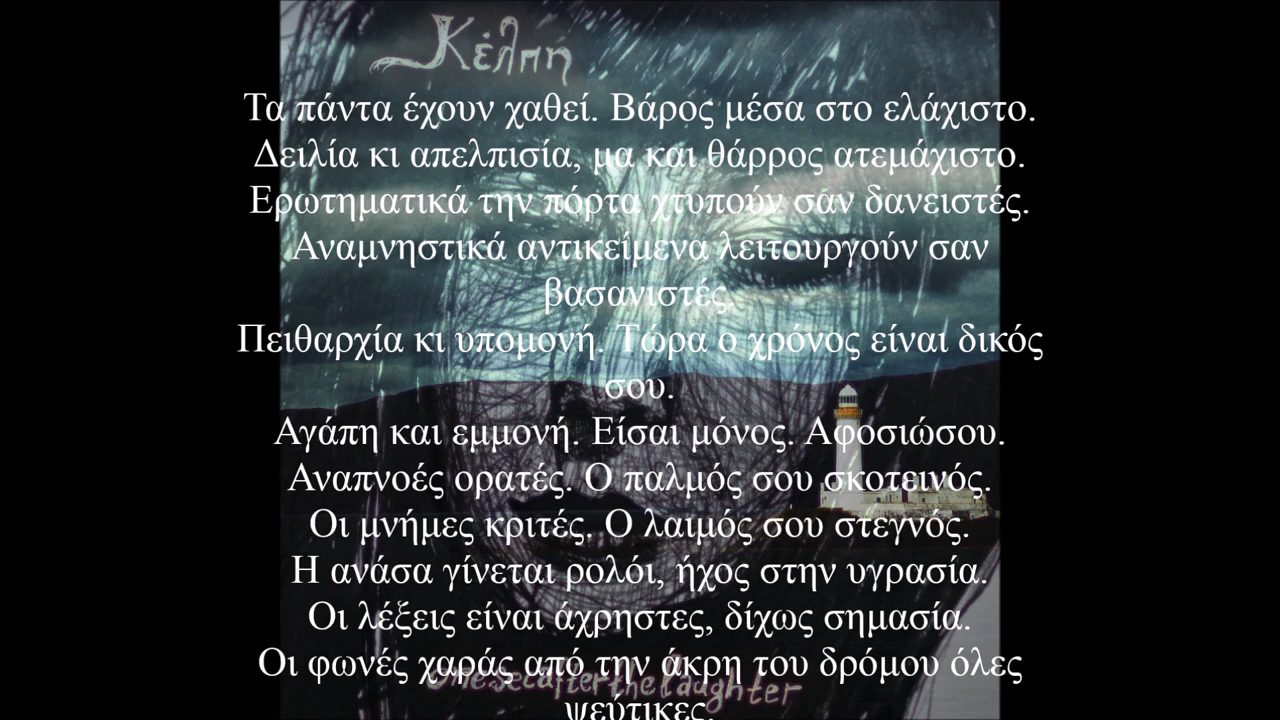 Κέλπη
Τα πάντα έχουν χαθεί. Βάρος μέσα στο ελάχιστο.
Δειλία κι απελπισία, μα και θάρρος ατεμάχιστο.
Ερωτηματικά την πόρτα χτυπούν σαν δανειστές.
Αναμνηστικά αντικείμενα λειτουργούν σαν
βασανιστές.
Πειθαρχία κι υπομονή. Τώρα ο χρόνος είναι δικός
σου.
Αγάπη και εμμονή. Είσαι μόνος. Αφοσιώσου.
Αναπνοές ορατές. Ο παλμός σου σκοτεινός.
Οι μνήμες κριτές. Ο λαιμός σου στεγνός.
Η ανάσα γίνεται ρολόι, ήχος στην υγρασία.
Οι λέξεις είναι άχρηστες, δίχως σημασία.
Οι φωνές χαράς από την άκρη του δρόμου όλες
onesecafterthelaughter
ψεύτικες.